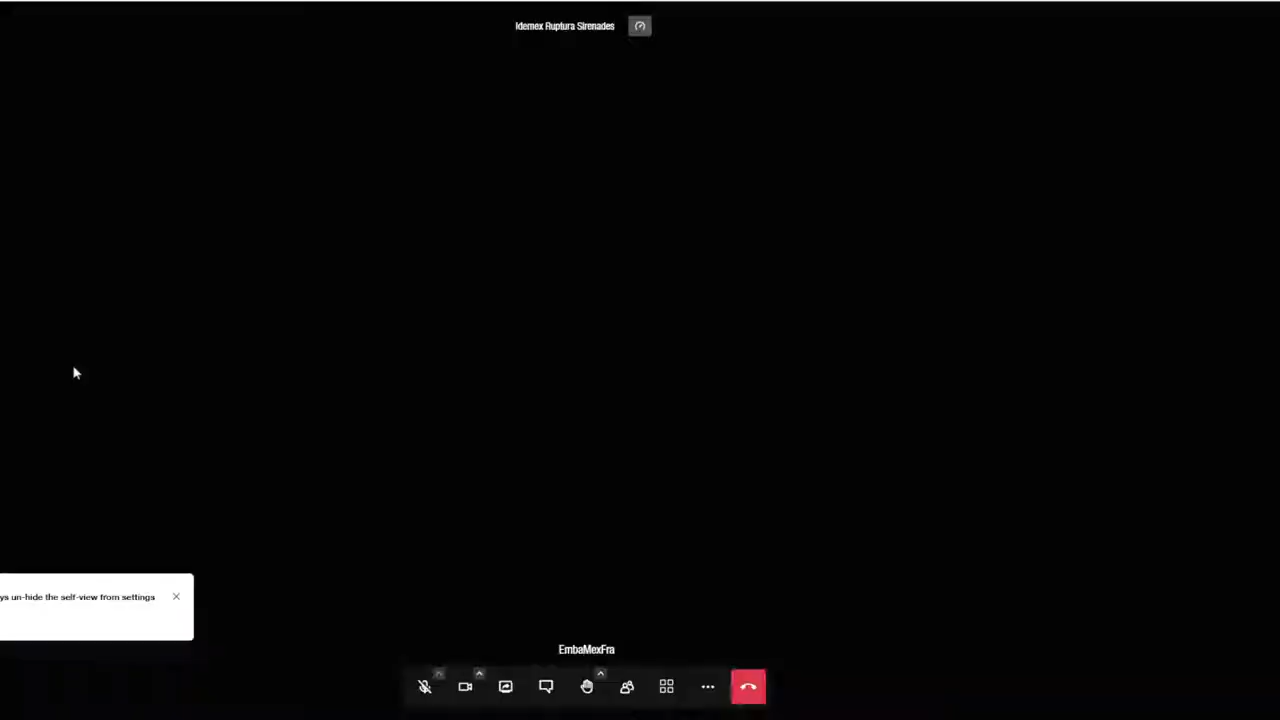 Idemex Ruptura Sirenades
ys un-hide the self-view from settings
EmbaMexFra